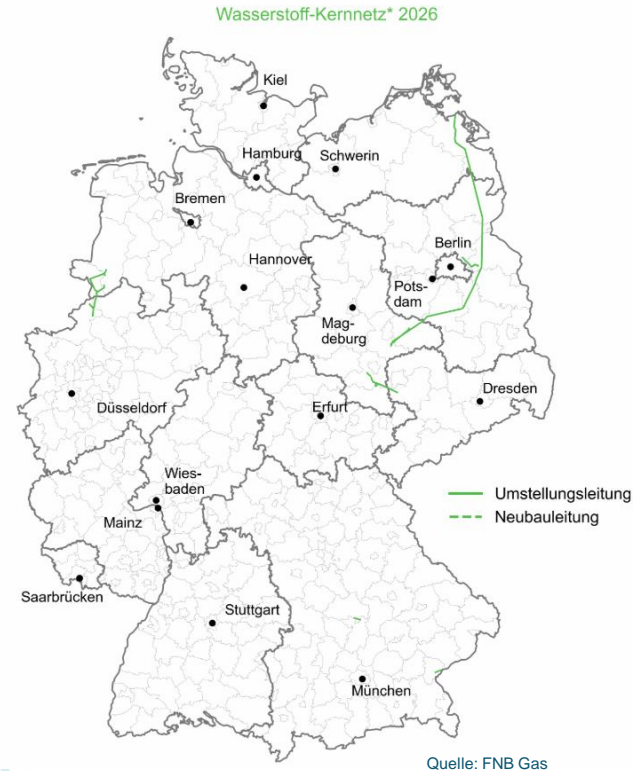 Wasserstoff-Kernnetz* 2026
Kiel
Hamburg
Schwerin
Bremen
Berlin
Hannover
Pots-
dam
Mag-
deburg
Dresden
Düsseldorf
Erfurt
Wies-
baden
Umstellungsleitung
Mainz
Neubauleitung
Saarbrücken
Stuttgart
München
Quelle: FNB Gas